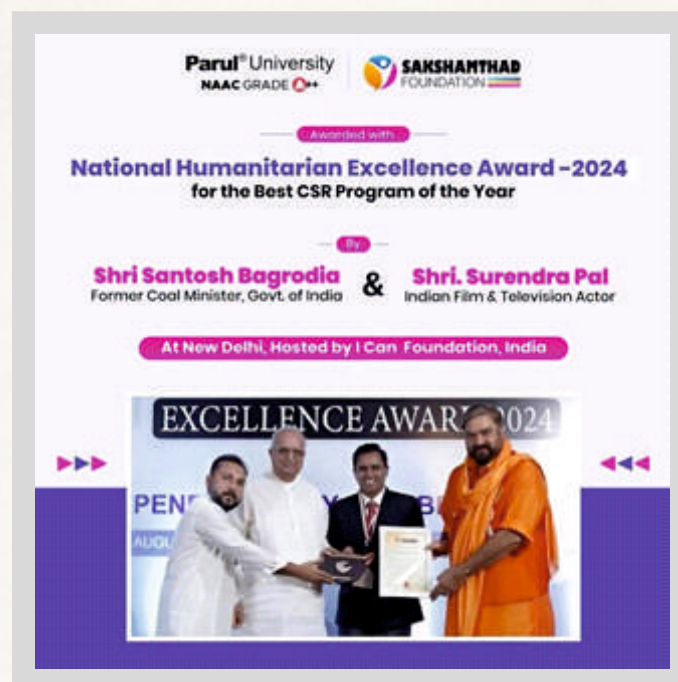 Parul® University
NAAC GRADE A++
SAKSHAMTHAD
FOUNDATION
Awarded with
National Humanitarian Excellence Award -2024
for the Best CSR Program of the Year
By
Shri Santosh Bagrodia
Former Coal Minister, Govt. of India
&
Shri. Surendra Pal
Indian Film & Television Actor
At New Delhi, Hosted by I Can Foundation, India
EXCELLENCE AWAR 2024
PEN